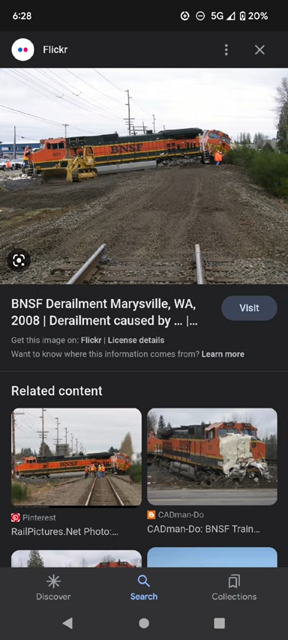 6:28
5G
20%
Flickr
BNSF
BNSF Derailment Marysville, WA,
2008 | Derailment caused by ... |...
Visit
Get this image on: Flickr | License details
Want to know where this information comes from? Learn more
Related content
BNSF
Pinterest
CADman-Do
RailPictures.Net Photo:...
CADman-Do: BNSF Train...
Discover
Search
Collections